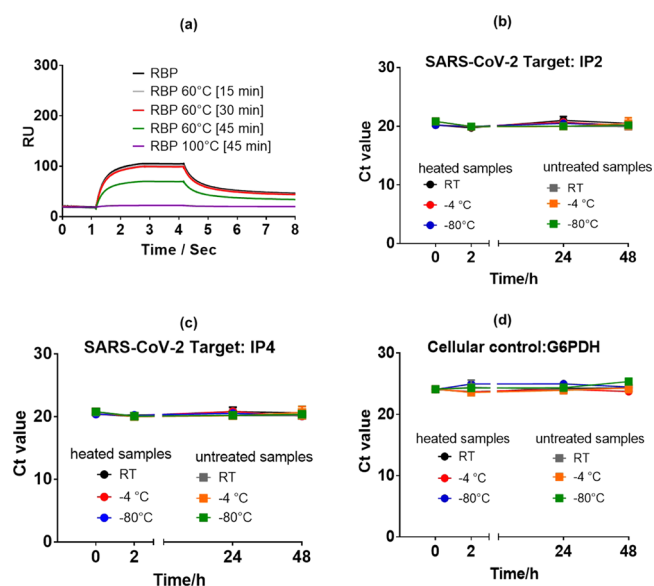 (a)
300
200
100
0
RU
RBP
RBP 60°C [15 min]
RBP 60°C [30 min]
RBP 60°C [45 min]
RBP 100°C [45 min]
0 1 2 3 4 5 6 7 8
Time / Sec
(b)
SARS-CoV-2 Target: IP2
30
20
10
0
Ct value
heated samples
RT
-4 °C
-80°C
untreated samples
RT
-4 °C
-80°C
0 2 24 48
Time/h
(c)
SARS-CoV-2 Target: IP4
30
20
10
0
Ct value
heated samples
RT
-4 °C
-80°C
untreated samples
RT
-4 °C
-80°C
0 2 24 48
Time/h
(d)
Cellular control:G6PDH
30
20
10
0
Ct value
heated samples
RT
-4 °C
-80°C
untreated samples
RT
-4 °C
-80°C
0 2 24 48
Time/h